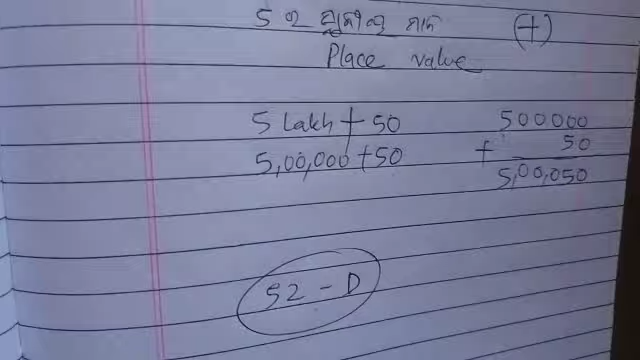 5 ର ସ୍ଥାନୀୟ ମାନ (+)
Place value
5 Lakh + 50
5,00,000 + 50
500000
+ 50
5,00,050
52 - D